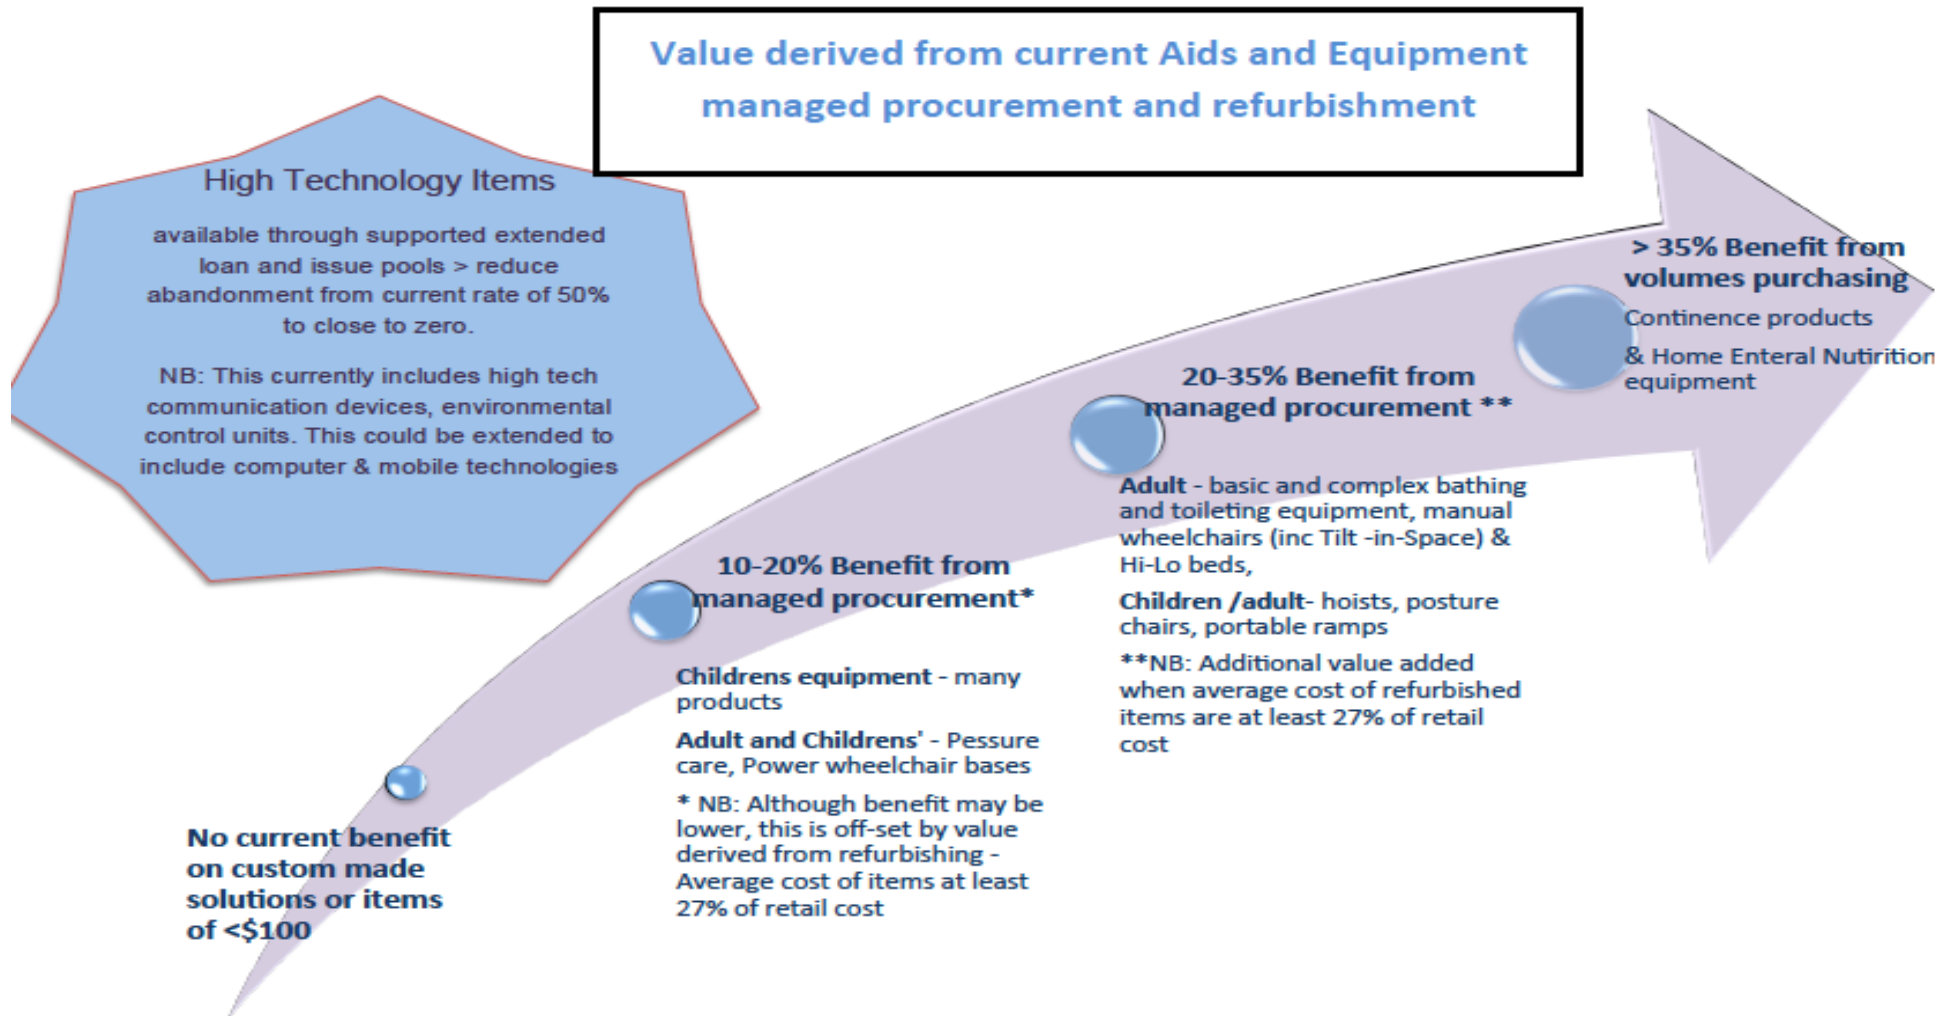 Value derived from current Aids and Equipment
managed procurement and refurbishment
High Technology Items
available through supported extended
loan and issue pools > reduce
abandonment from current rate of 50%
to close to zero.
NB: This currently includes high tech
communication devices, environmental
control units. This could be extended to
include computer & mobile technologies
No current benefit
on custom made
solutions or items
of <$100
10-20% Benefit from
managed procurement*
Childrens equipment - many
products
Adult and Childrens' - Pessure
care, Power wheelchair bases
* NB: Although benefit may be
lower, this is off-set by value
derived from refurbishing -
Average cost of items at least
27% of retail cost
20-35% Benefit from
managed procurement **
Adult - basic and complex bathing
and toileting equipment, manual
wheelchairs (inc Tilt -in-Space) &
Hi-Lo beds,
Children /adult- hoists, posture
chairs, portable ramps
**NB: Additional value added
when average cost of refurbished
items are at least 27% of retail
cost
> 35% Benefit from
volumes purchasing
Continence products
& Home Enteral Nutirition
equipment